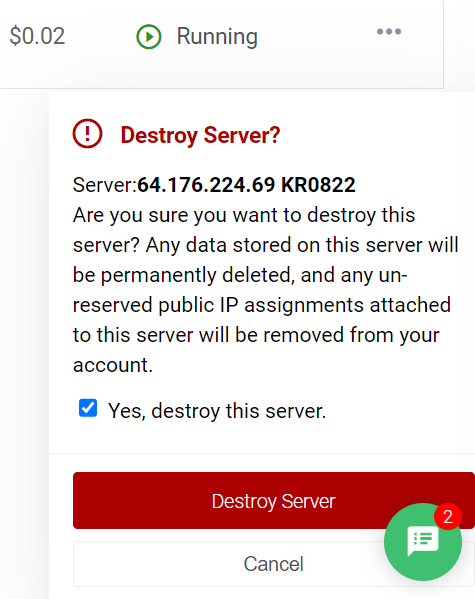 $0.02 Running
Destroy Server?
Server:64.176.224.69 KR0822
Are you sure you want to destroy this
server? Any data stored on this server will
be permanently deleted, and any un-
reserved public IP assignments attached
to this server will be removed from your
account.
Yes, destroy this server.
Destroy Server
2
Cancel